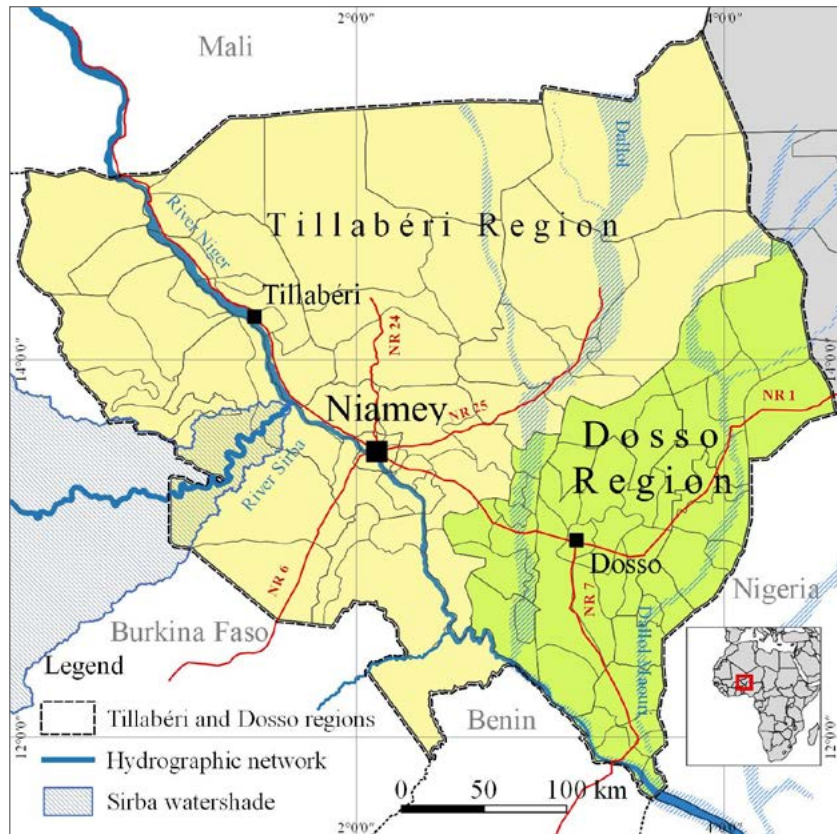 2°0'0"
4°0'0"
Mali
Dallol
River Niger
Tillabéri Region
Tillabéri
NR 24
14°0'0"
14°0'0"
NR 1
Niamey
NR 25
Dosso
Region
River Sirba
Dosso
NR 6
NR 7
Nigeria
Dallol Maouri
Burkina Faso
Benin
Legend
Tillabéri and Dosso regions
Hydrographic network
Sirba watershade
12°0'0"
12°0'0"
0 50 100 km
2°0'0"
4°0'0"